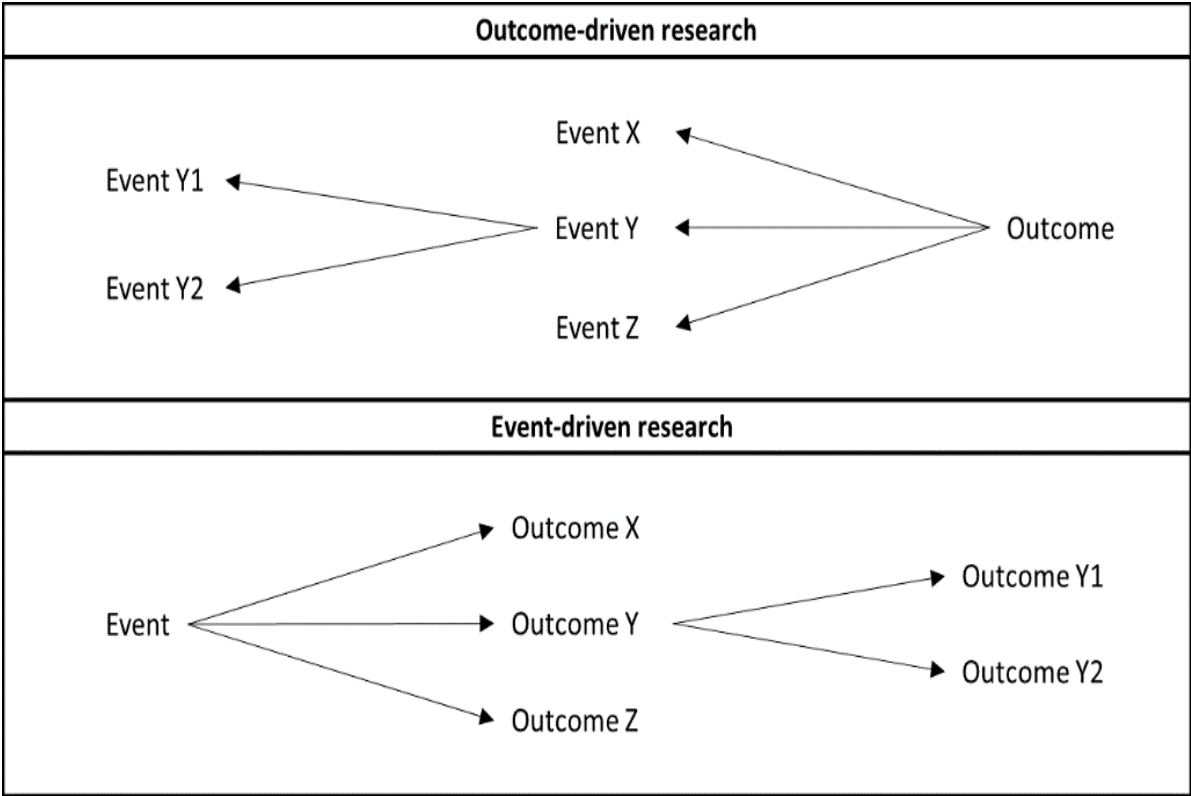 Outcome-driven research
Event X
Event Y1
Event Y
Outcome
Event Y2
Event Z
Event-driven research
Outcome X
Outcome Y1
Event
Outcome Y
Outcome Y2
Outcome Z